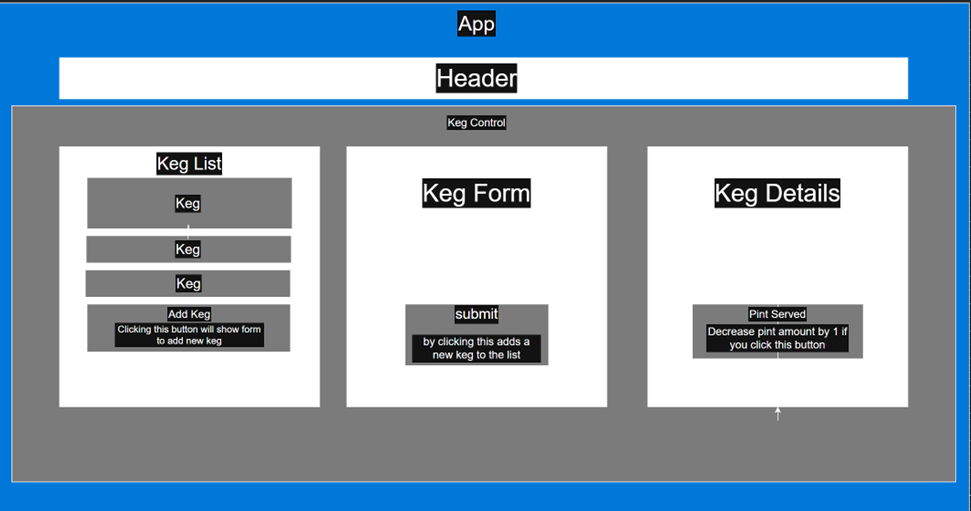 App
Header
Keg Control
Keg List
Keg
Keg
Keg
Add Keg
Clicking this button will show form
to add new keg
Keg Form
submit
by clicking this adds a
new keg to the list
Keg Details
Pint Served
Decrease pint amount by 1 if
you click this button